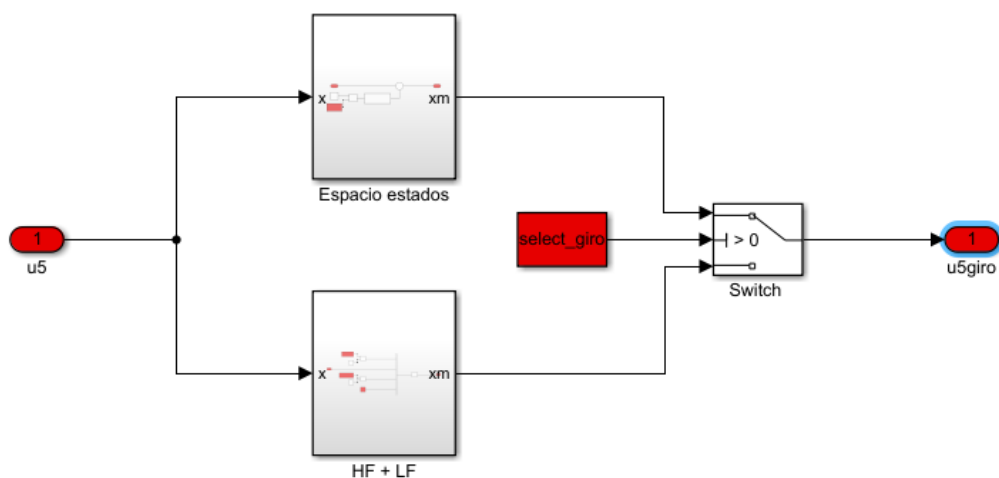 x
xm
Espacio estados
1
u5
select_giro
> 0
Switch
1
u5giro
x
xm
HF + LF